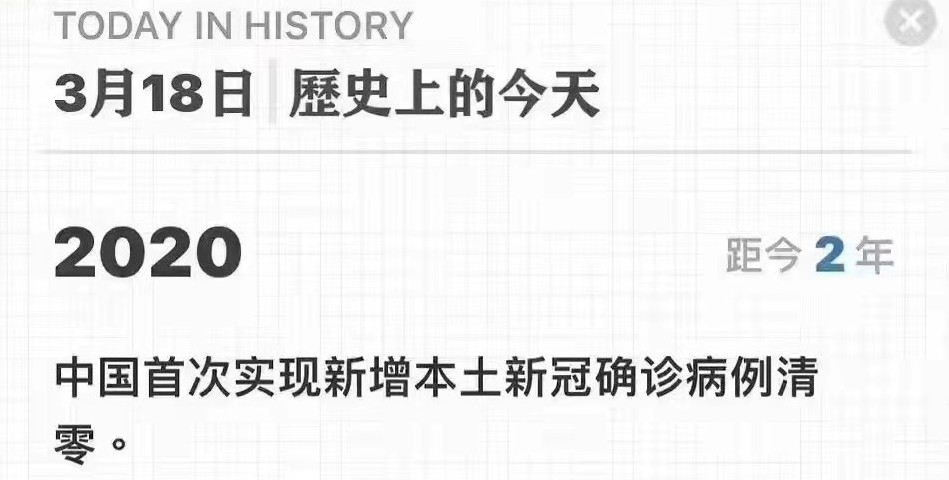 TODAY IN HISTORY
3月18日 歷史上的今天
2020
距今 2 年
中国首次实现新增本土新冠确诊病例清
零。